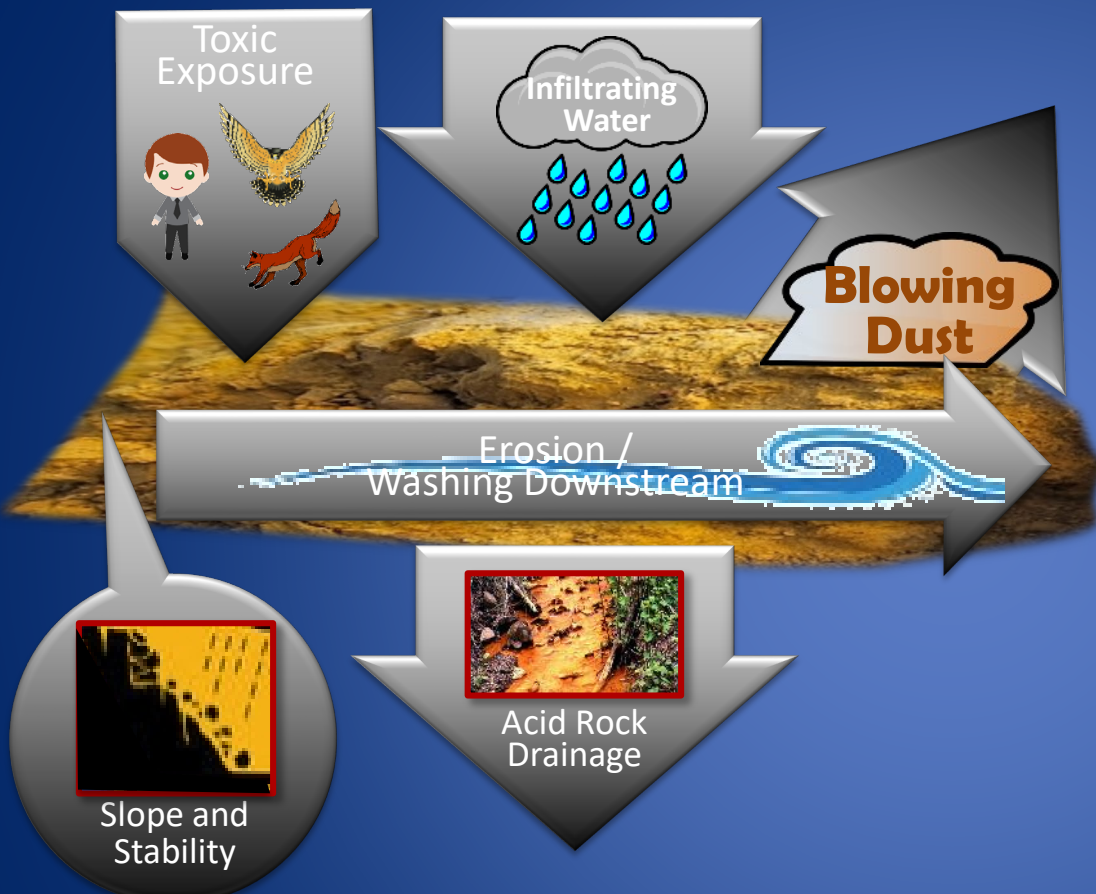 Toxic
Exposure
Infiltrating
Water
Blowing
Dust
Erosion /
Washing Downstream
Acid Rock
Drainage
Slope and
Stability